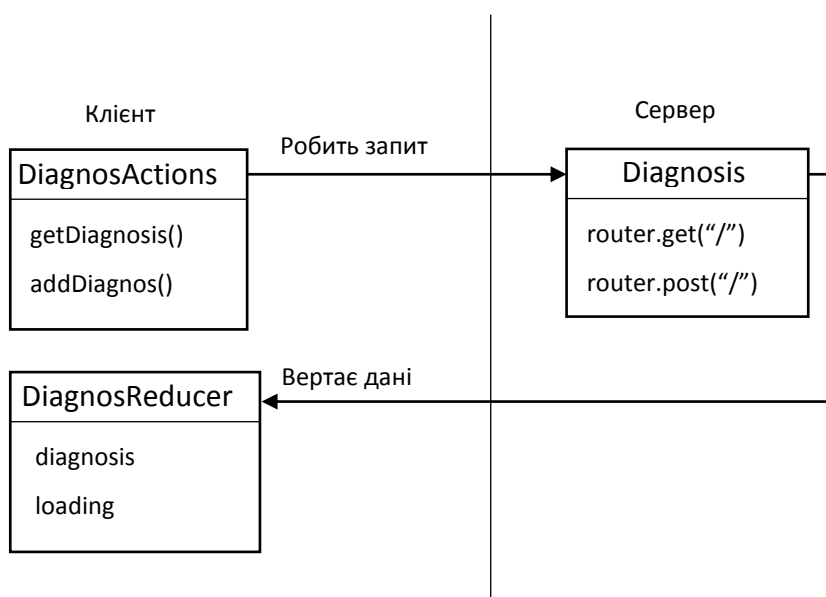 Клієнт
Сервер
Робить запит
DiagnosActions
getDiagnosis()
addDiagnos()
Diagnosis
router.get(“/”)
router.post(“/”)
Вертає дані
DiagnosReducer
diagnosis
loading